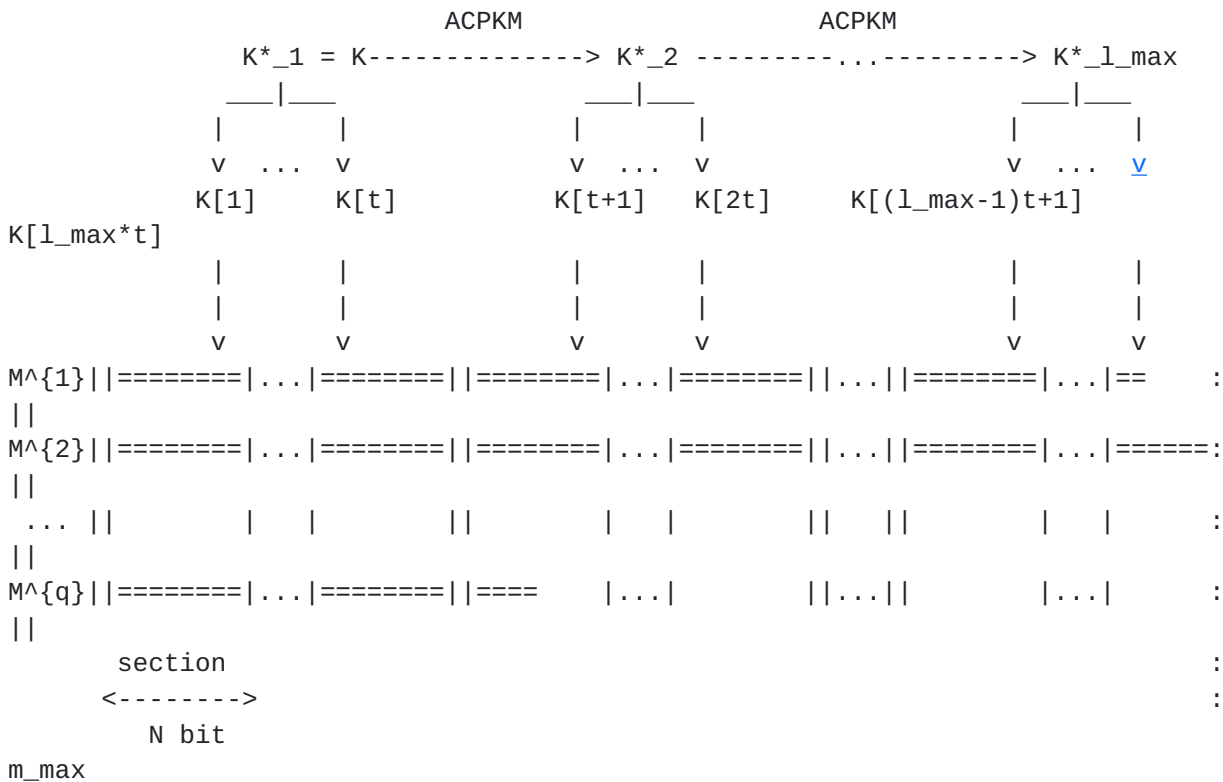 ACPKM                 ACPKM
              K*_1 = K--------------> K*_2 ---------...---------> K*_l_max
             ___|___                ___|___                    ___|___
            |       |              |       |                  |       |
            v  ...  v              v  ...  v                  v  ...  v
           K[1]     K[t]         K[t+1]  K[2t]     K[(l_max-1)t+1]
K[l_max*t]
            |       |              |       |                  |       |
            |       |              |       |                  |       |
            v       v              v       v                  v       v
M^{1}||========|...|========||========|...|========||...||========|...|==    :
||
M^{2}||========|...|========||========|...|========||...||========|...|======:
||
 ... ||        |   |        ||        |   |        ||   ||        |   |      :
||
M^{q}||========|...|========||====    |...|        ||...||        |...|      :
||
       section                                                               :
      <-------->                                                             :
         N bit
m_max